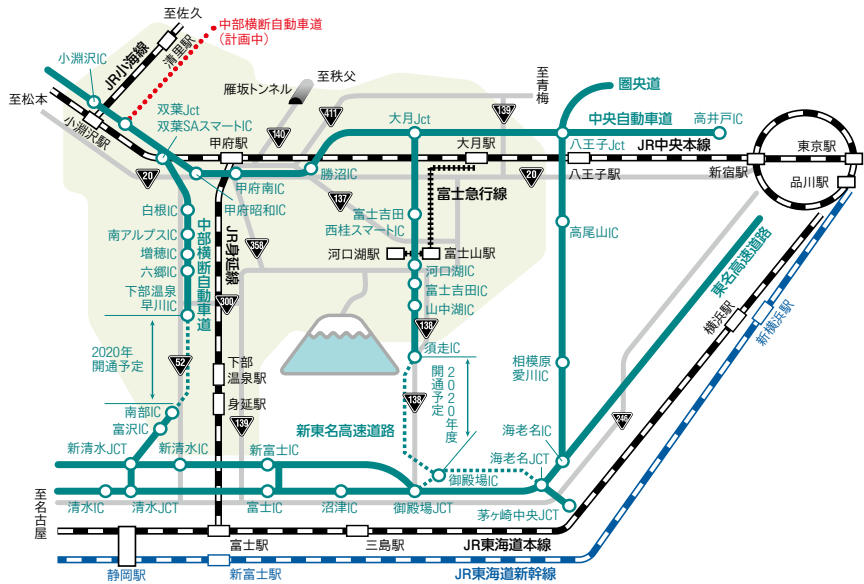 至佐久
中部横断自動車道
(計画中)
小淵沢IC
JR小海線
清里駅
至松本
小淵沢駅
双葉Jct
双葉SAスマートIC
雁坂トンネル
至秩父
至青梅
圏央道
411
139
140
大月Jct
中央自動車道
高井戸IC
甲府駅
大月駅
八王子Jct
JR中央本線
東京駅
新宿駅
品川駅
八王子駅
20
甲府南IC
勝沼IC
甲府昭和IC
137
富士急行線
20
白根IC
南アルプスIC
増穂IC
六郷IC
下部温泉
早川IC
中部横断自動車道
JR身延線
358
富士吉田
西桂スマートIC
高尾山IC
河口湖駅
富士山駅
河口湖IC
富士吉田IC
山中湖IC
東名高速道路
300
138
横浜駅
新横浜駅
2020年
開通予定
52
須走IC
2020年度
開通予定
相模原
愛川IC
下部
温泉駅
身延駅
138
139
246
南部IC
富沢IC
新東名高速道路
海老名IC
新清水JCT
新清水IC
新富士IC
海老名JCT
御殿場IC
至名古屋
清水IC
清水JCT
富士IC
沼津IC
御殿場JCT
茅ヶ崎中央JCT
富士駅
三島駅
JR東海道本線
静岡駅
新富士駅
JR東海道新幹線